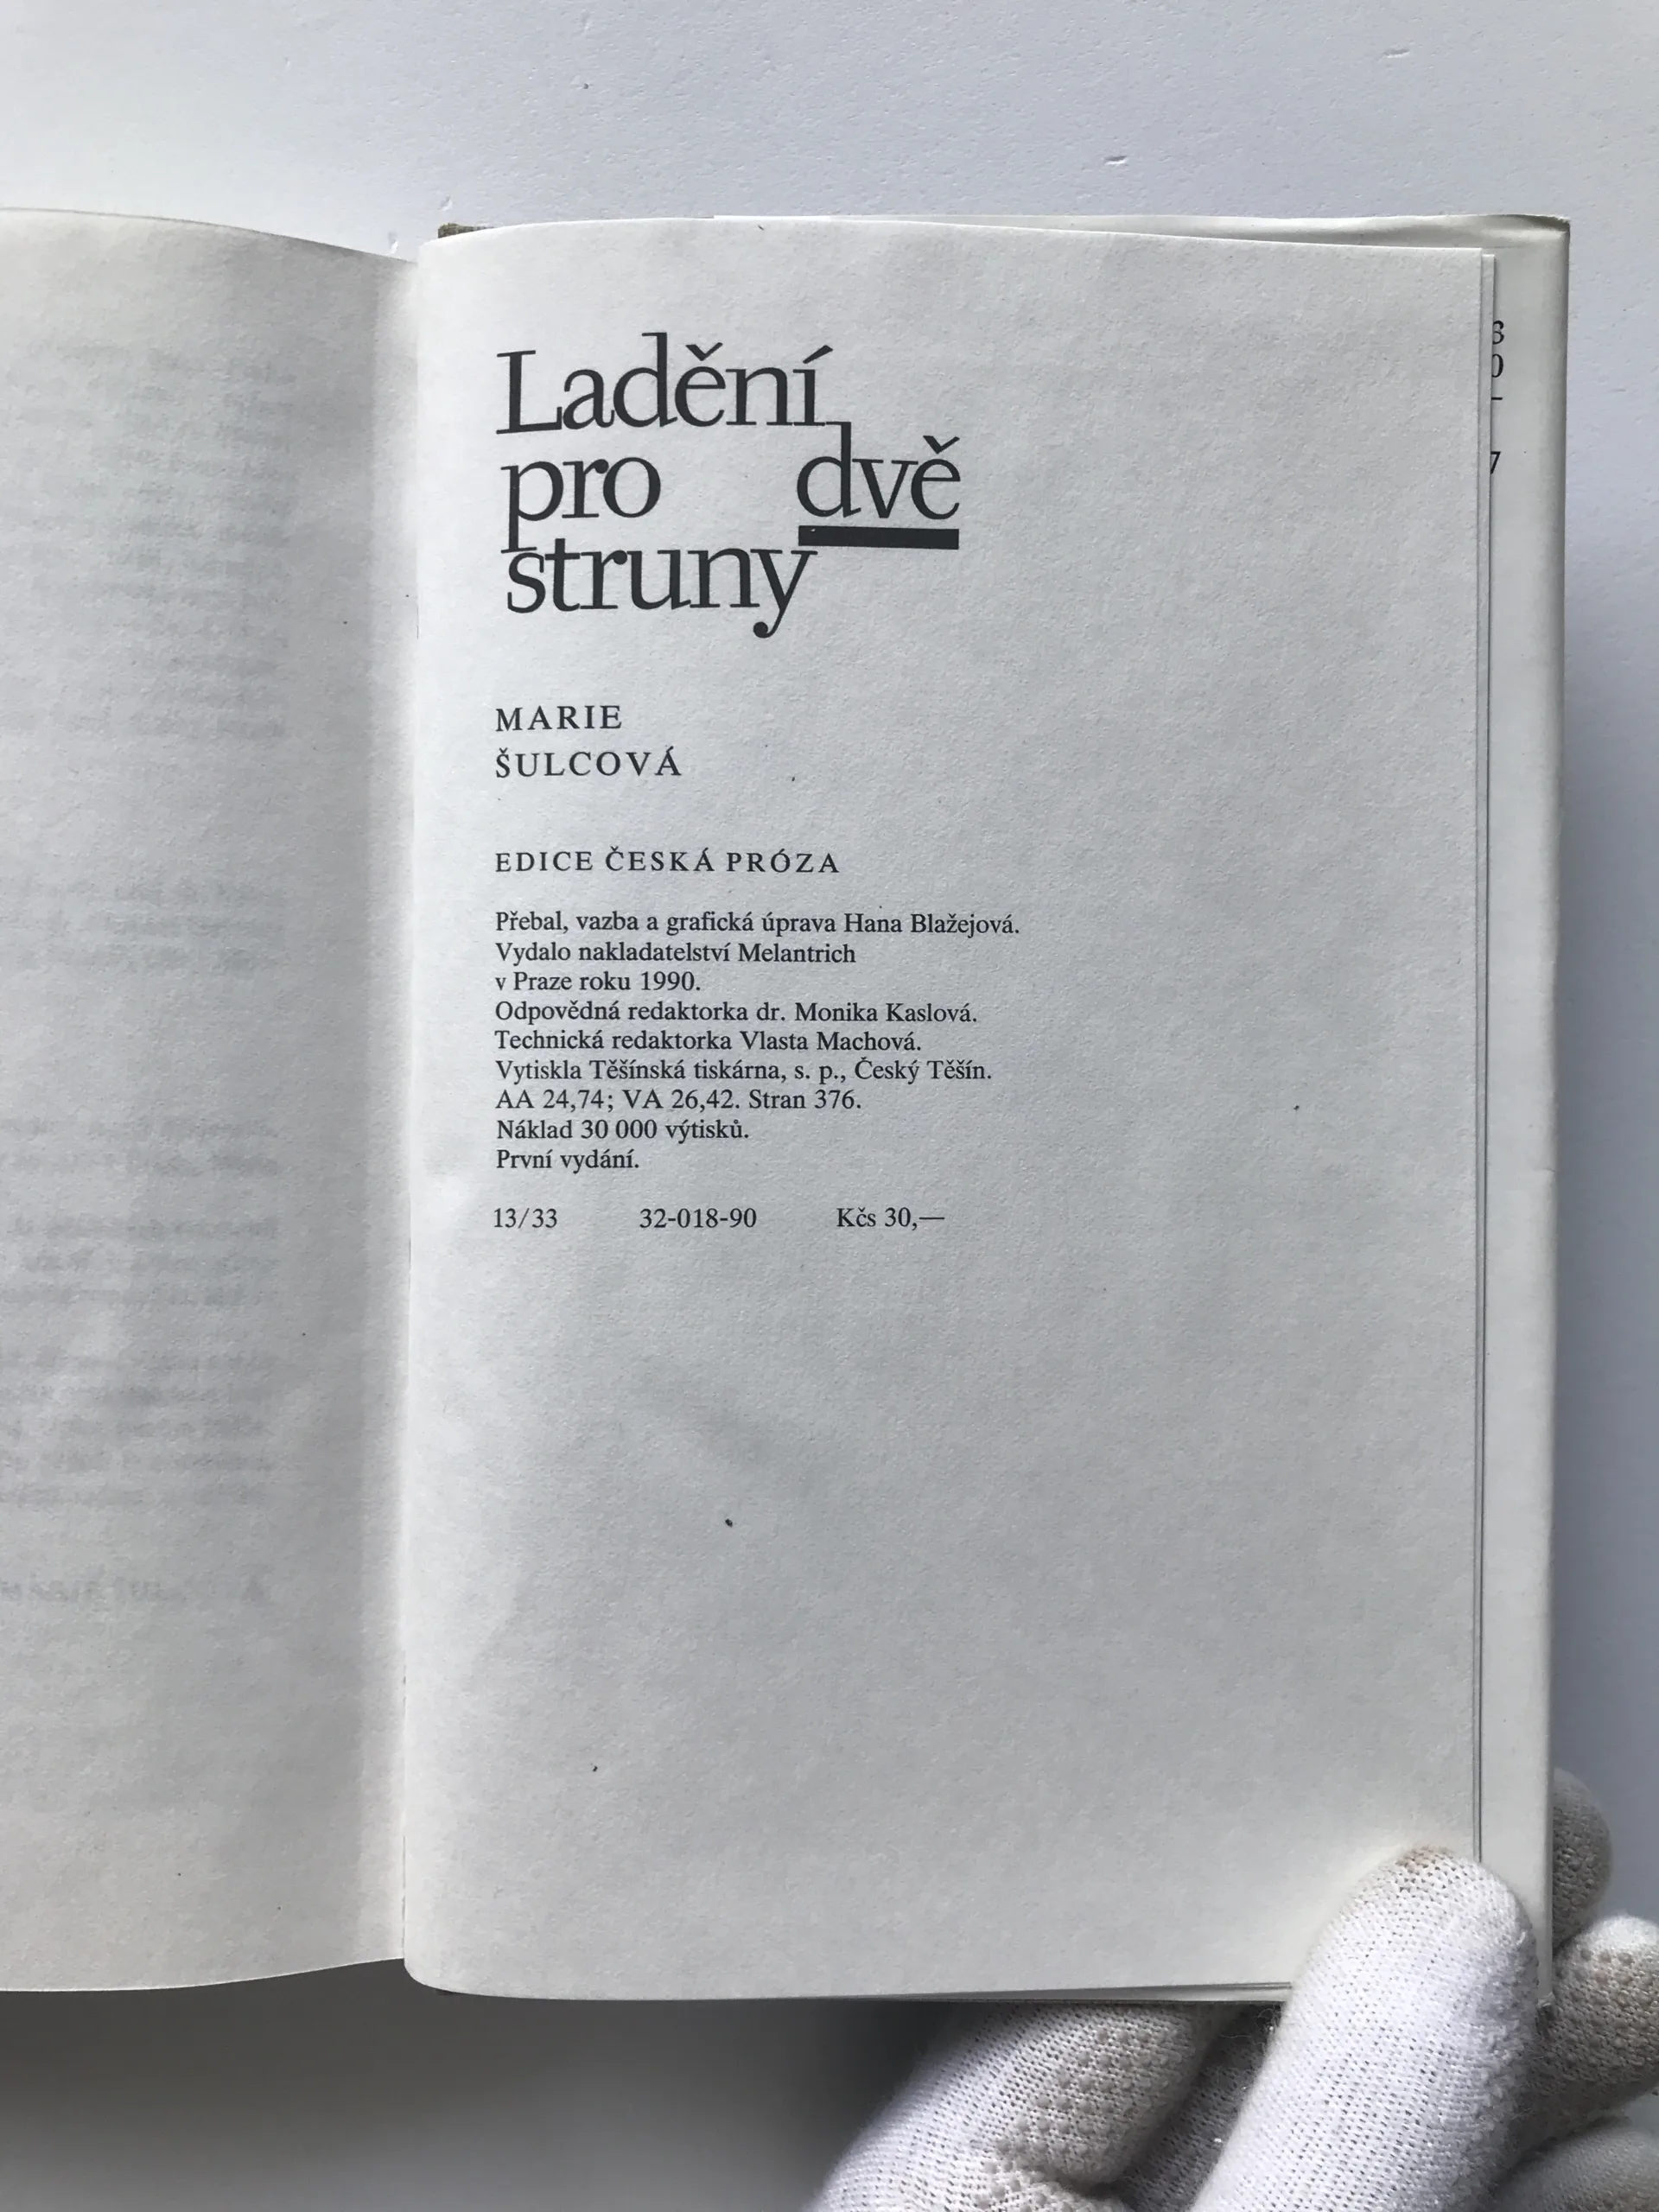 Ladění
pro dvě
struny
MARIE
ŠULCOVÁ
EDICE ČESKÁ PRÓZA
Přebal, vazba a grafická úprava Hana Blažejová.
Vydalo nakladatelství Melantrich
v Praze roku 1990.
Odpovědná redaktorka dr. Monika Kaslová.
Technická redaktorka Vlasta Machová.
Vytiskla Těšínská tiskárna, s. p., Český Těšín.
AA 24,74; VA 26,42. Stran 376.
Náklad 30 000 výtisků.
První vydání.
13/33 32-018-90 Kčs 30,—